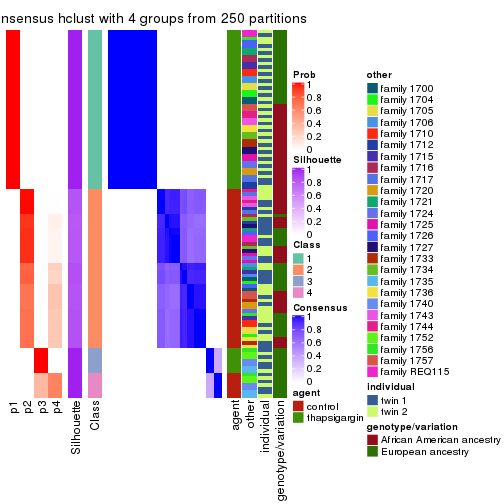 nsensus hclust with 4 groups from 250 partitions
p1
p2
p3
p4
Silhouette
Class
agent
other
individual
genotype/variation
Prob
1
0.8
0.6
0.4
0.2
0
Silhouette
1
0.8
0.6
0.4
0.2
0
Class
1
2
3
4
Consensus
1
0.8
0.6
0.4
0.2
0
agent
control
thapsigargin
other
family 1700
family 1704
family 1705
family 1706
family 1710
family 1712
family 1715
family 1716
family 1717
family 1720
family 1721
family 1724
family 1725
family 1726
family 1727
family 1733
family 1734
family 1735
family 1736
family 1740
family 1743
family 1744
family 1752
family 1756
family 1757
family REQ115
individual
twin 1
twin 2
genotype/variation
African American ancestry
European ancestry